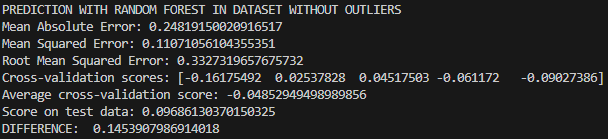 PREDICTION WITH RANDOM FOREST IN DATASET WITHOUT OUTLIERS
Mean Absolute Error: 0.24819150020916517
Mean Squared Error: 0.11071056104355351
Root Mean Squared Error: 0.3327319657675732
Cross-validation scores: [-0.16175492  0.02537828  0.04517503 -0.061172   -0.09027386]
Average cross-validation score: -0.04852949498989856
Score on test data: 0.09686130370150325
DIFFERENCE:  0.1453907986914018